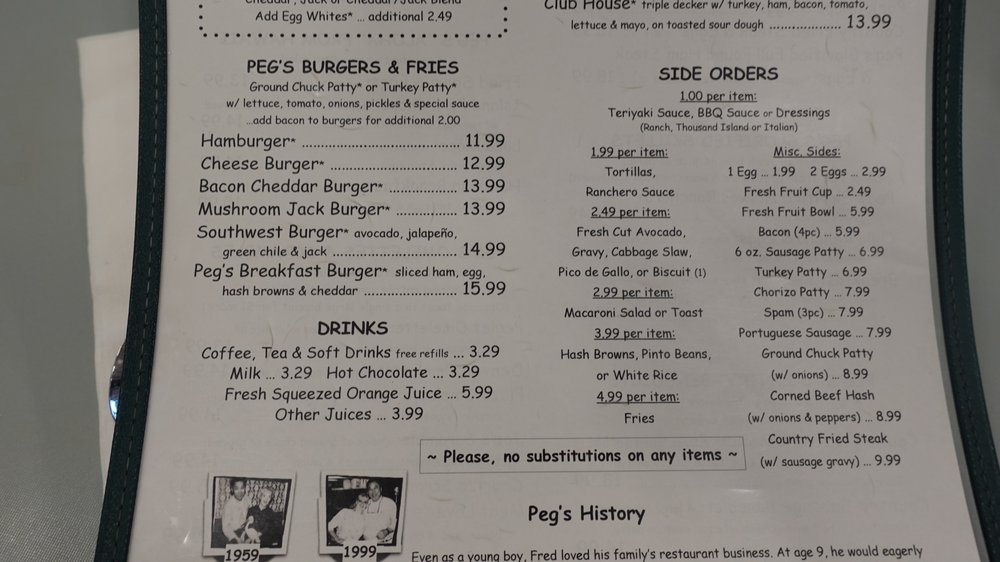 Cheddar, Jack or Cheddar/Jack Blend
Add Egg Whites* ... additional 2.49
PEG'S BURGERS & FRIES
Ground Chuck Patty* or Turkey Patty*
w/ lettuce, tomato, onions, pickles & special sauce
...add bacon to burgers for additional 2.00
Hamburger* ........................................ 11.99
Cheese Burger* .................................. 12.99
Bacon Cheddar Burger* ................. 13.99
Mushroom Jack Burger* ............... 13.99
Southwest Burger* avocado, jalapeño,
green chile & jack ............................... 14.99
Peg's Breakfast Burger* sliced ham, egg,
hash browns & cheddar ........................ 15.99
DRINKS
Coffee, Tea & Soft Drinks free refills ... 3.29
Milk ... 3.29 Hot Chocolate ... 3.29
Fresh Squeezed Orange Juice ... 5.99
Other Juices ... 3.99
Club House* triple decker w/ turkey, ham, bacon, tomato,
lettuce & mayo, on toasted sour dough ................... 13.99
SIDE ORDERS
1.00 per item:
Teriyaki Sauce, BBQ Sauce or Dressings
(Ranch, Thousand Island or Italian)
1.99 per item:
Tortillas,
Ranchero Sauce
2.49 per item:
Fresh Cut Avocado,
Gravy, Cabbage Slaw,
Pico de Gallo, or Biscuit (1)
2.99 per item:
Macaroni Salad or Toast
3.99 per item:
Hash Browns, Pinto Beans,
or White Rice
4.99 per item:
Fries
Misc. Sides:
1 Egg ... 1.99 2 Eggs ... 2.99
Fresh Fruit Cup ... 2.49
Fresh Fruit Bowl ... 5.99
Bacon (4pc) ... 5.99
6 oz. Sausage Patty ... 6.99
Turkey Patty ... 6.99
Chorizo Patty ... 7.99
Spam (3pc) ... 7.99
Portuguese Sausage ... 7.99
Ground Chuck Patty
(w/ onions) ... 8.99
Corned Beef Hash
(w/ onions & peppers) ... 8.99
Country Fried Steak
(w/ sausage gravy) ... 9.99
~ Please, no substitutions on any items ~
1959
1999
Peg's History
Even as a young boy, Fred loved his family's restaurant business. At age 9, he would eagerly